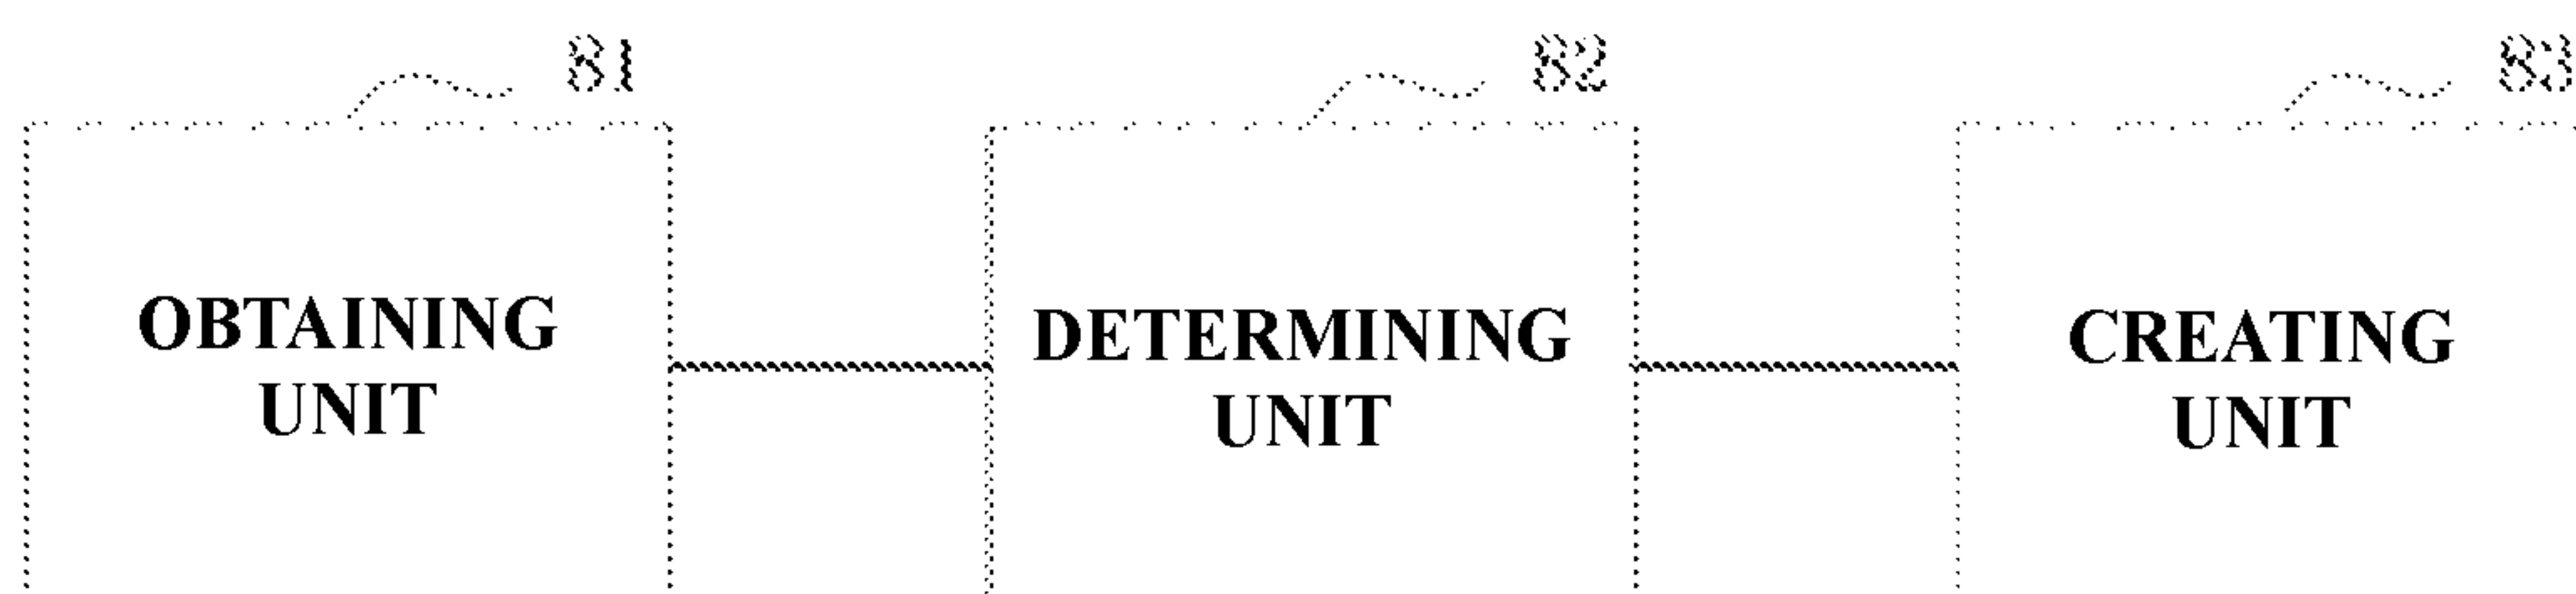 81
82
83
OBTAINING
UNIT
DETERMINING
UNIT
CREATING
UNIT